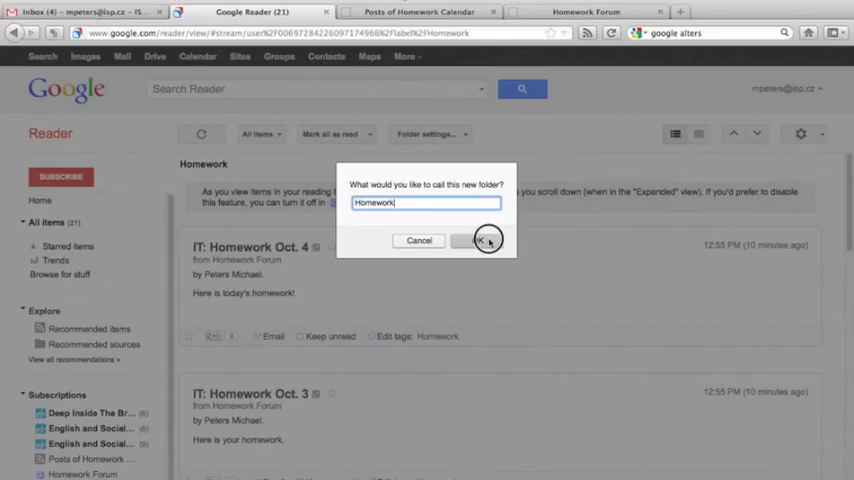 Inbox (4) – mpeters@isp.cz – IS...
Google Reader (21)
Posts of Homework Calendar
Homework Forum
www.google.com/reader/view/#stream/user%2F00697284226097174966%2Flabel%2FHomework
google alters
Search Images Mail Drive Calendar Sites Groups Contacts Maps More
Google
Search Reader
mpeters@isp.cz
Reader
All items
Mark all as read
Folder settings...
SUBSCRIBE
Home
All items (21)
Starred items
Trends
Browse for stuff
Explore
Recommended items
Recommended sources
View all recommendations »
Subscriptions
Deep Inside The Br... (6)
English and Social... (6)
English and Social... (9)
Posts of Homework ...
Homework Forum
Homework
As you view items in your reading
you scroll down (when in the "Expanded" view). If you'd prefer to disable
this feature, you can turn it off in
What would you like to call this new folder?
Homework
Cancel
OK
IT: Homework Oct. 4
12:55 PM (10 minutes ago)
from Homework Forum
by Peters Michael.
Here is today's homework!
+1 0 Email Keep unread Edit tags: Homework
IT: Homework Oct. 3
12:55 PM (10 minutes ago)
from Homework Forum
by Peters Michael.
Here is your homework.